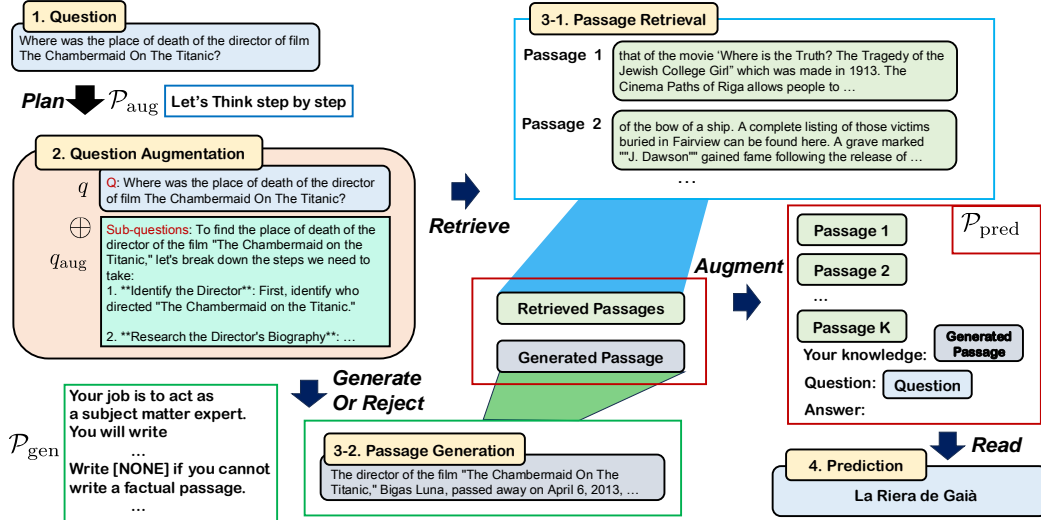 1. Question
Where was the place of death of the director of film
The Chambermaid On The Titanic?
Plan
𝒫aug
Let's Think step by step
2. Question Augmentation
q
Q: Where was the place of death of the director
of film The Chambermaid On The Titanic?
⊕
qaug
Sub-questions: To find the place of death of the
director of the film "The Chambermaid on the
Titanic," let's break down the steps we need to
take:
1. **Identify the Director**: First, identify who
directed "The Chambermaid on the Titanic."
2. **Research the Director's Biography**: …
Retrieve
3-1. Passage Retrieval
Passage 1
that of the movie 'Where is the Truth? The Tragedy of the
Jewish College Girl" which was made in 1913. The
Cinema Paths of Riga allows people to …
Passage 2
of the bow of a ship. A complete listing of those victims
buried in Fairview can be found here. A grave marked
""J. Dawson"" gained fame following the release of …
…
Retrieved Passages
Generated Passage
Generate
Or Reject
𝒫gen
Your job is to act as
a subject matter expert.
You will write
…
Write [NONE] if you cannot
write a factual passage.
…
3-2. Passage Generation
The director of the film "The Chambermaid On The
Titanic," Bigas Luna, passed away on April 6, 2013, …
Augment
𝒫pred
Passage 1
Passage 2
…
Passage K
Your knowledge: Generated
Passage
Question: Question
Answer:
Read
4. Prediction
La Riera de Gaià